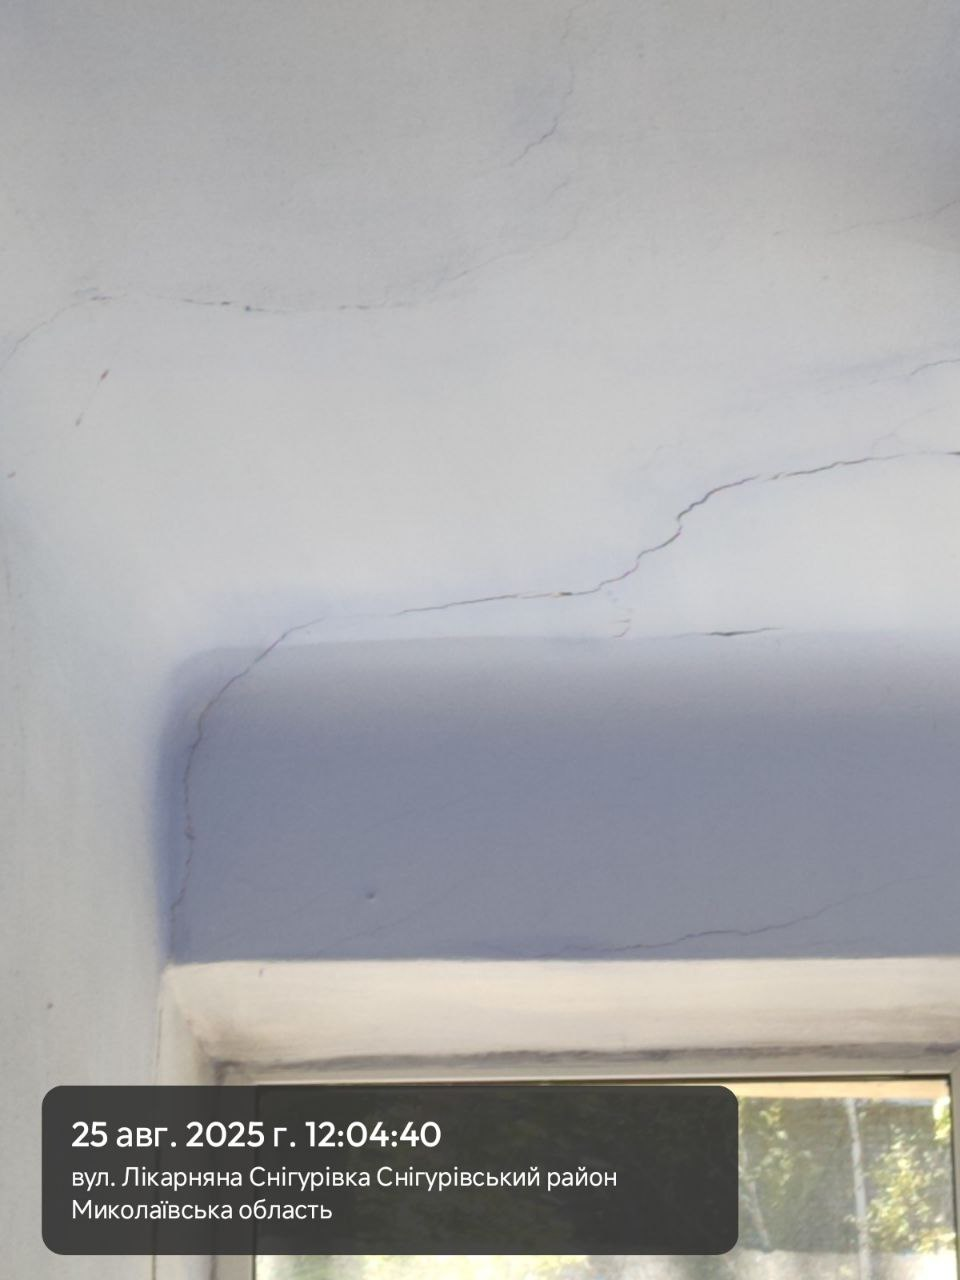 25 авг. 2025 г. 12:04:40
вул. Лікарняна Снігурівка Снігурівський район
Миколаївська область